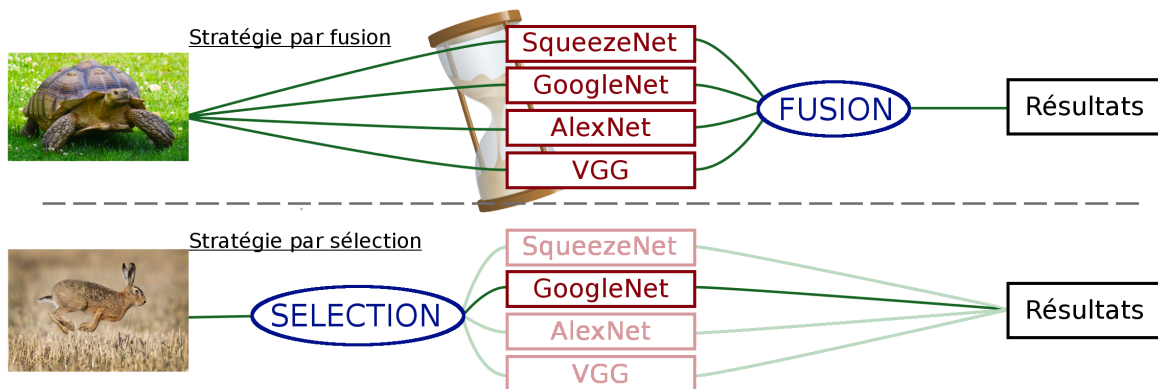 Stratégie par fusion
SqueezeNet
GoogleNet
AlexNet
VGG
FUSION
Résultats
Stratégie par sélection
SELECTION
SqueezeNet
GoogleNet
AlexNet
VGG
Résultats